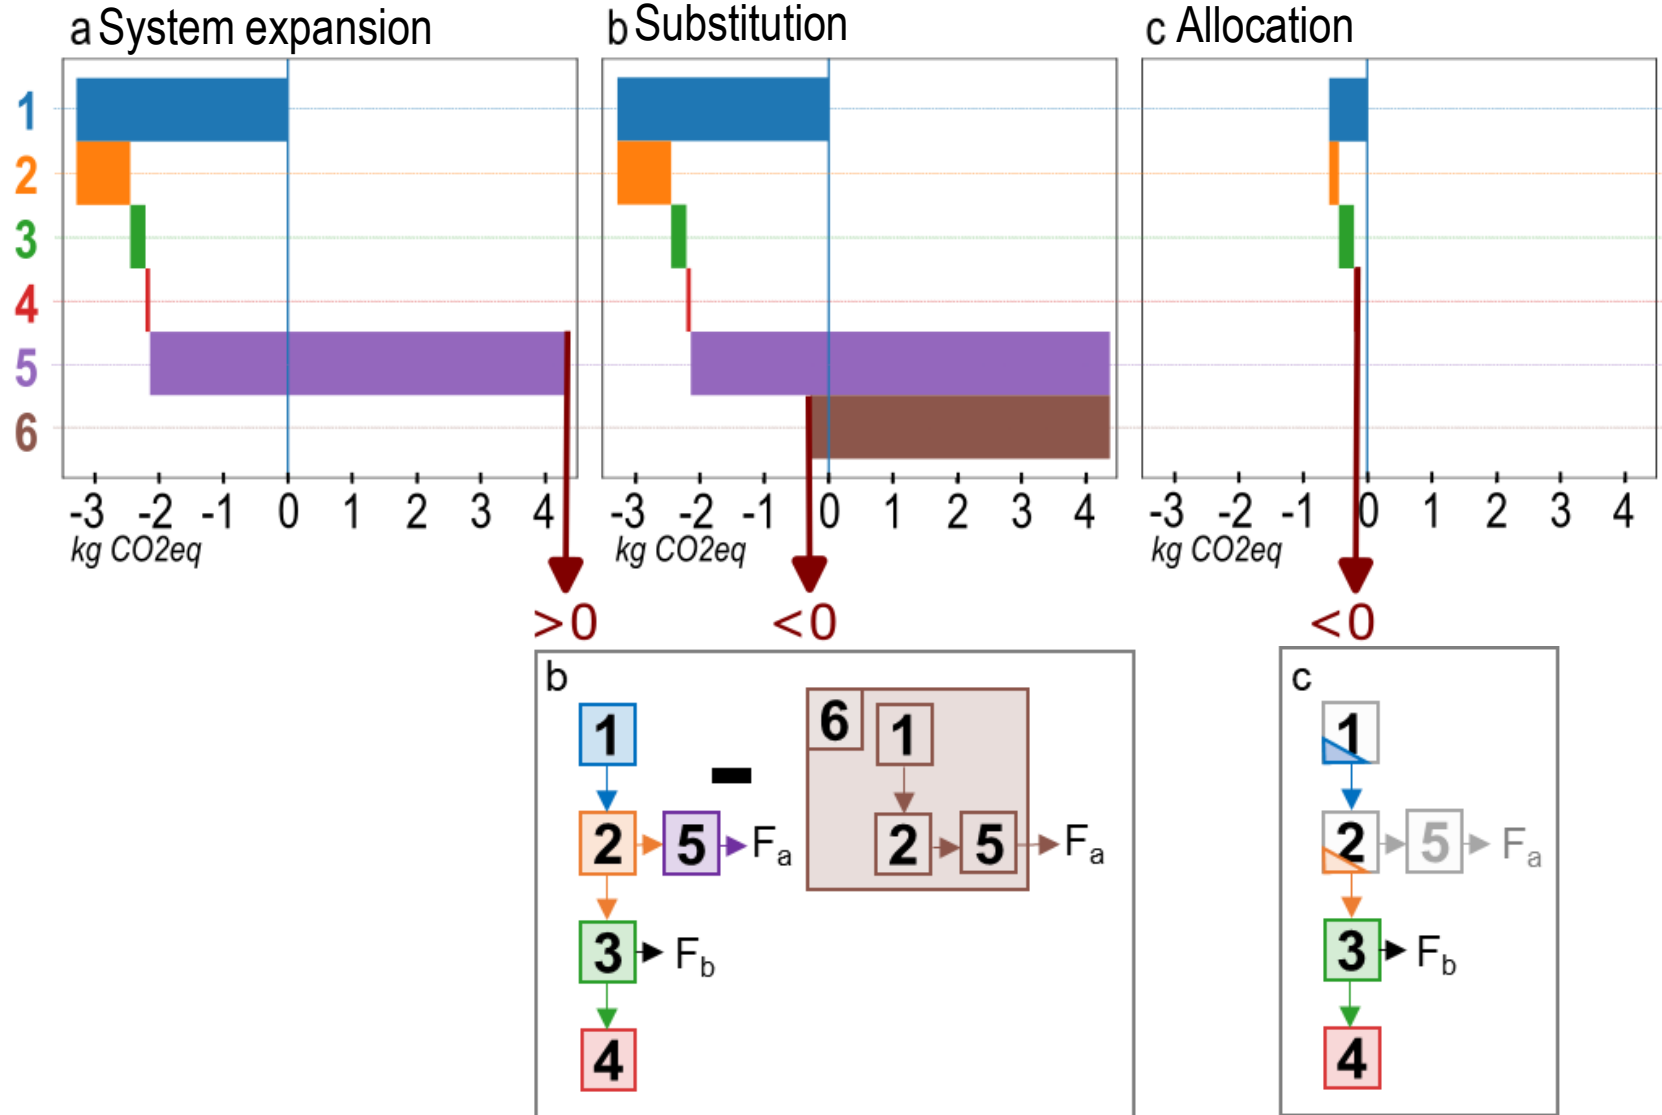 a System expansion
b Substitution
c Allocation
1
2
3
4
5
6
-3 -2 -1 0 1 2 3 4
kg CO2eq
-3 -2 -1 0 1 2 3 4
kg CO2eq
-3 -2 -1 0 1 2 3 4
kg CO2eq
>0
<0
<0
b
1
2 5 Fa
3 Fb
4
6 1
2 5 Fa
c
1
2 5 Fa
3 Fb
4